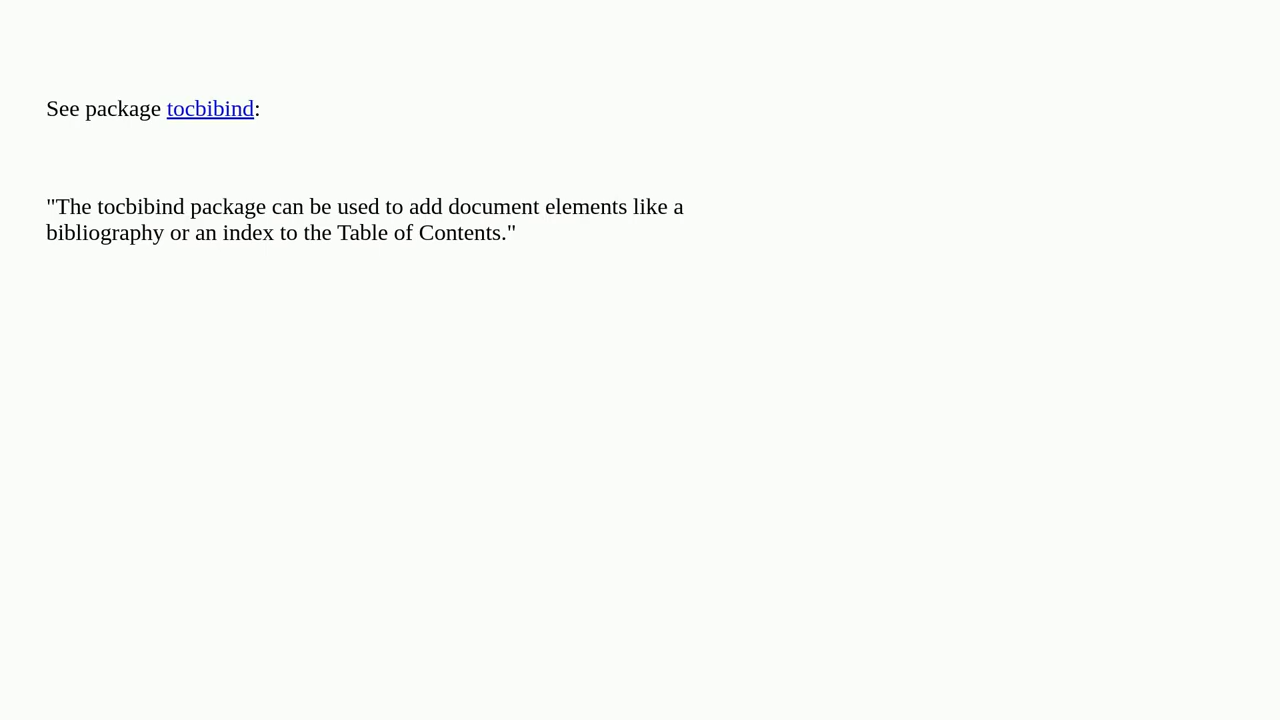 See package tocbibind:
"The tocbibind package can be used to add document elements like a
bibliography or an index to the Table of Contents."